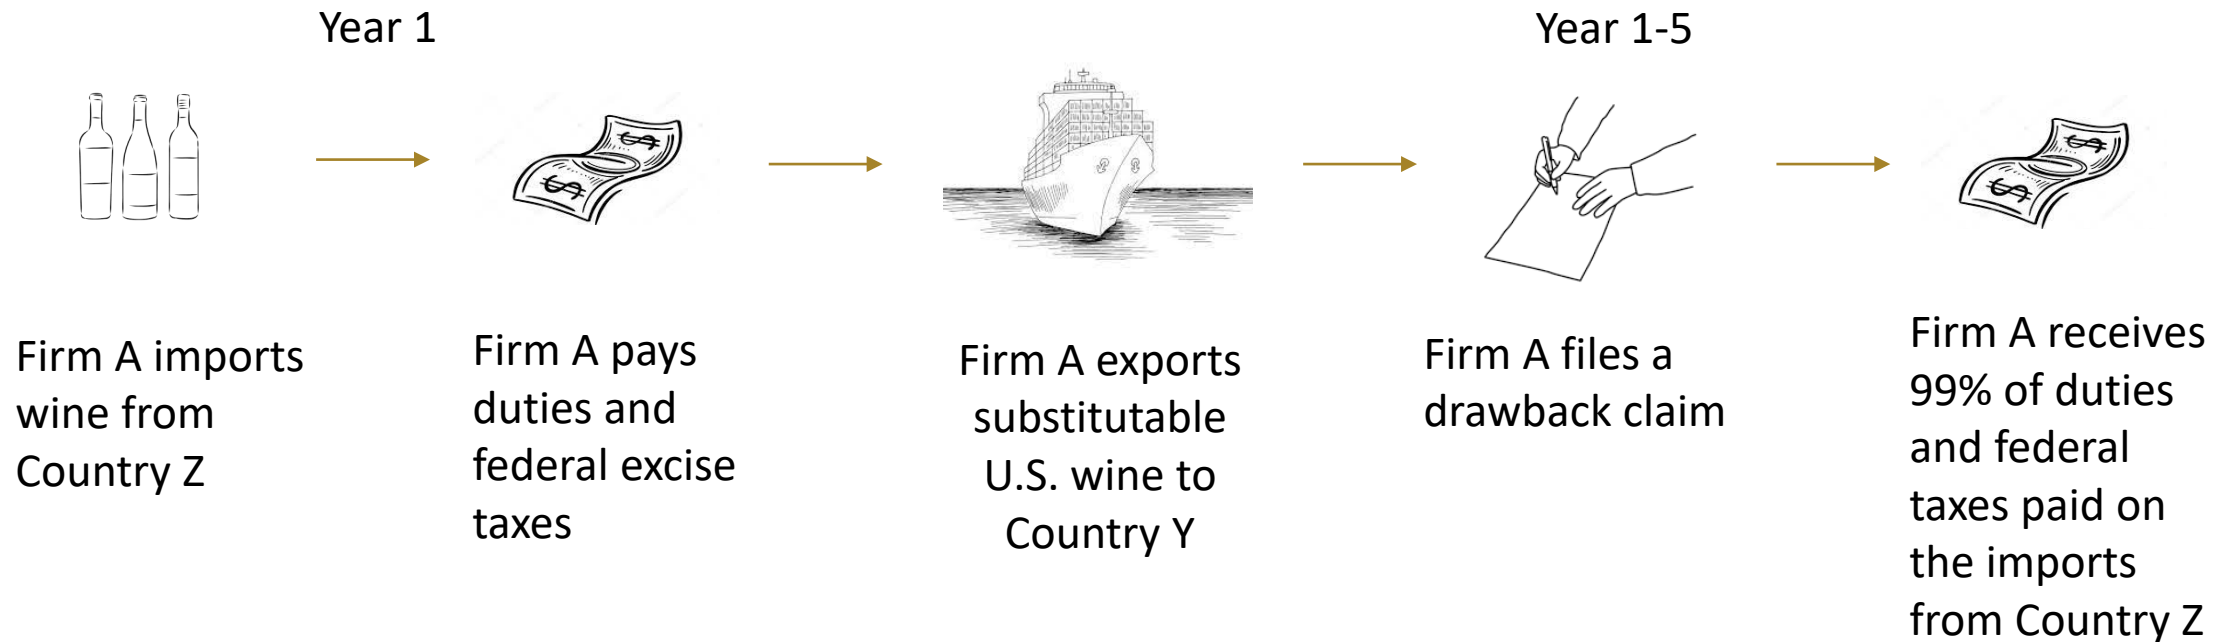 Year 1
Year 1-5
Firm A imports
wine from
Country Z
Firm A pays
duties and
federal excise
taxes
Firm A exports
substitutable
U.S. wine to
Country Y
Firm A files a
drawback claim
Firm A receives
99% of duties
and federal
taxes paid on
the imports
from Country Z